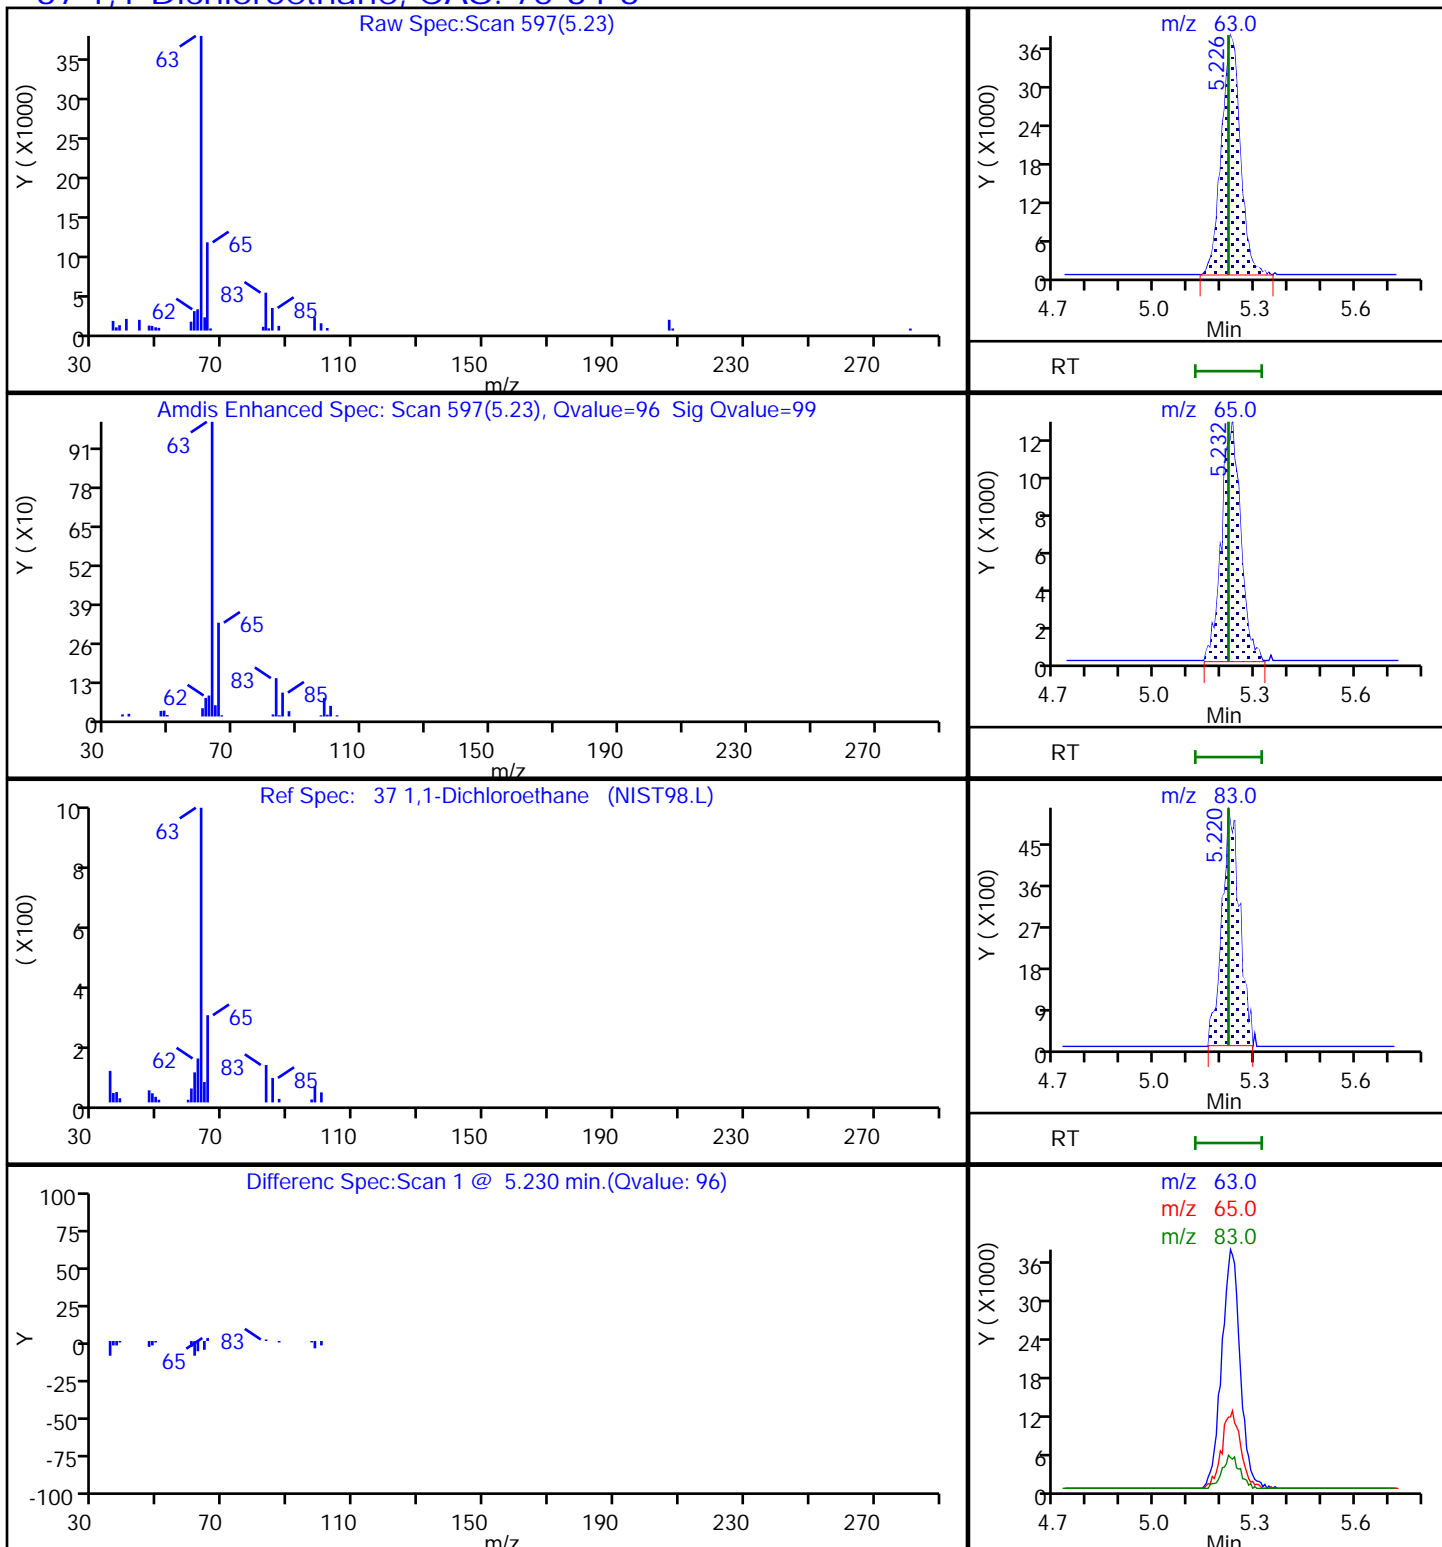 37 1,1-Dichloroethane, CAS: 75-34-3
Raw Spec:Scan 597(5.23)
Y ( X1000)
35
30
25
20
15
10
5
0
63
65
62
83
85
30 70 110 150 190 230 270
m/z
m/z 63.0
Y ( X1000)
36
30
24
18
12
6
0
5.226
4.7 5.0 5.3 5.6
Min
RT
Amdis Enhanced Spec: Scan 597(5.23), Qvalue=96 Sig Qvalue=99
Y ( X10)
91
78
65
52
39
26
13
0
63
65
62
83
85
30 70 110 150 190 230 270
m/z
m/z 65.0
Y ( X1000)
12
10
8
6
4
2
0
5.232
4.7 5.0 5.3 5.6
Min
RT
Ref Spec: 37 1,1-Dichloroethane (NIST98.L)
( X100)
10
8
6
4
2
0
63
65
62
83
85
30 70 110 150 190 230 270
m/z 83.0
Y ( X100)
45
36
27
18
9
0
5.220
4.7 5.0 5.3 5.6
Min
RT
Differenc Spec:Scan 1 @ 5.230 min.(Qvalue: 96)
Y
100
75
50
25
0
-25
-50
-75
-100
65
83
30 70 110 150 190 230 270
m/z
m/z 63.0
m/z 65.0
m/z 83.0
Y ( X1000)
36
30
24
18
12
6
0
4.7 5.0 5.3 5.6
Min